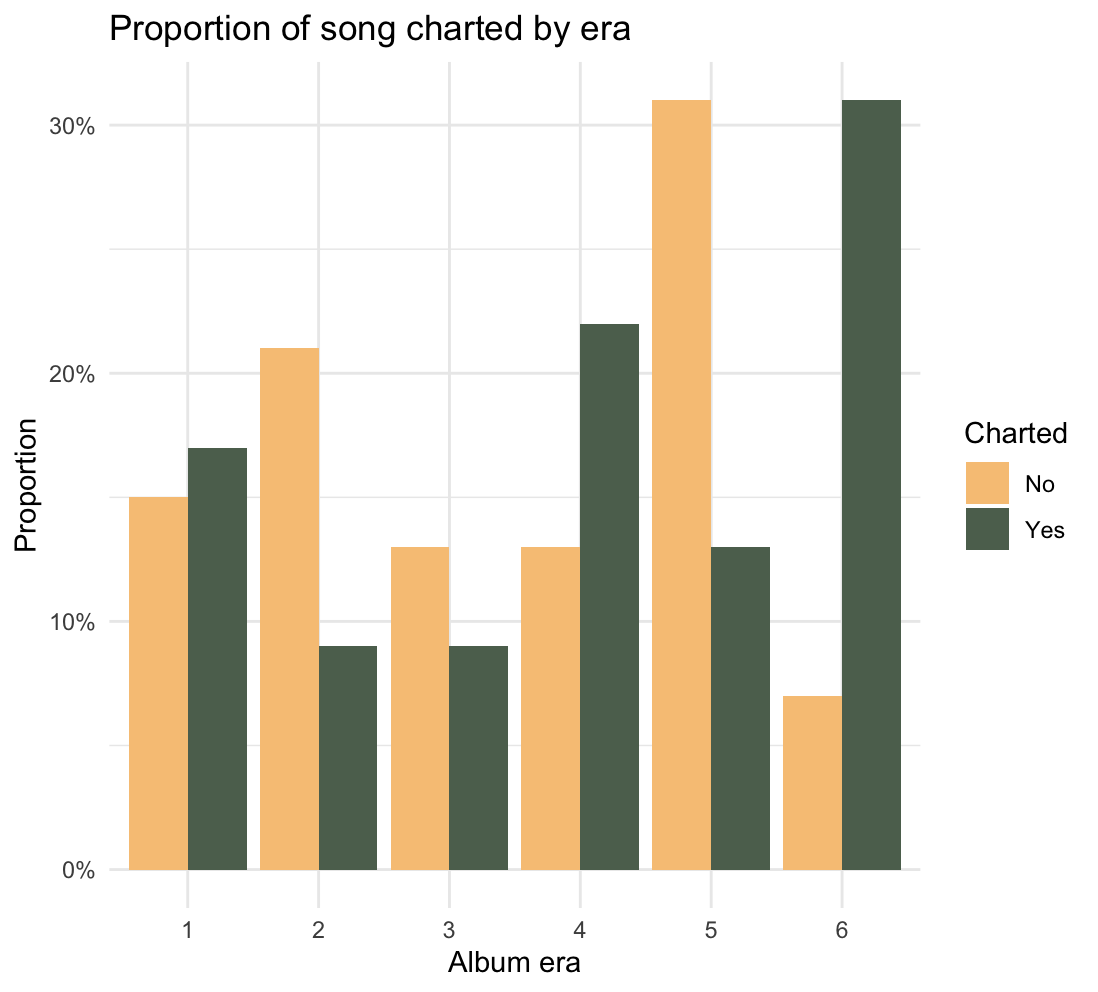 Proportion of song charted by era
30%
20%
10%
0%
Proportion
1 2 3 4 5 6
Album era
Charted
No
Yes